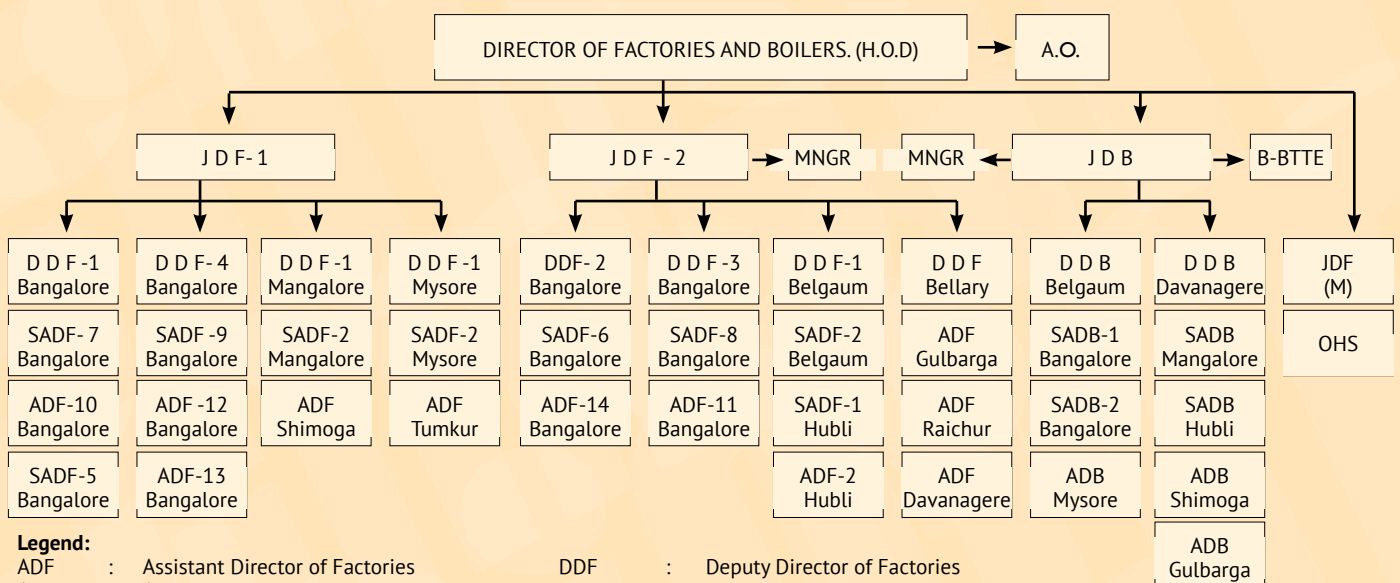 DIRECTOR OF FACTORIES AND BOILERS. (H.O.D)
A.O.
J D F- 1
J D F - 2
MNGR
MNGR
J D B
B-BTTE
D D F -1
Bangalore
D D F- 4
Bangalore
D D F -1
Mangalore
D D F -1
Mysore
DDF- 2
Bangalore
D D F -3
Bangalore
D D F-1
Belgaum
D D F
Bellary
D D B
Belgaum
D D B
Davanagere
JDF
(M)
SADF- 7
Bangalore
SADF -9
Bangalore
SADF-2
Mangalore
SADF-2
Mysore
SADF-6
Bangalore
SADF-8
Bangalore
SADF-2
Belgaum
ADF
Gulbarga
SADB-1
Bangalore
SADB
Mangalore
OHS
ADF-10
Bangalore
ADF -12
Bangalore
ADF
Shimoga
ADF
Tumkur
ADF-14
Bangalore
ADF-11
Bangalore
SADF-1
Hubli
ADF
Raichur
SADB-2
Bangalore
SADB
Hubli
SADF-5
Bangalore
ADF-13
Bangalore
ADF-2
Hubli
ADF
Davanagere
ADB
Mysore
ADB
Shimoga
ADB
Gulbarga
Legend:
ADF : Assistant Director of Factories DDF : Deputy Director of Factories